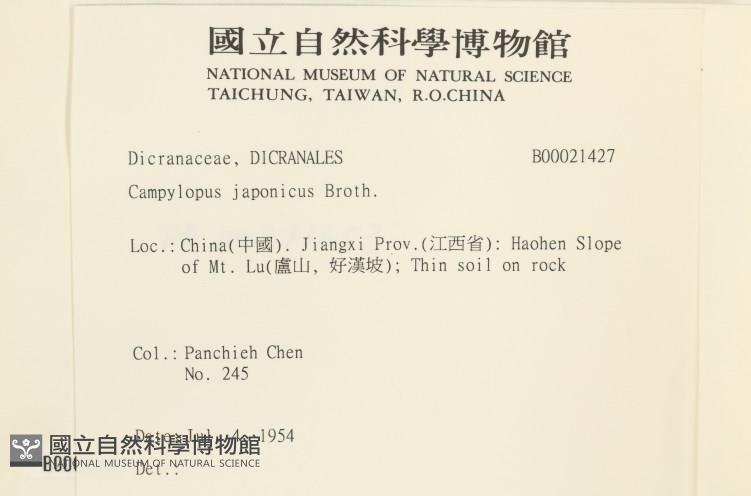 國立自然科學博物館
NATIONAL MUSEUM OF NATURAL SCIENCE
TAICHUNG, TAIWAN, R.O.CHINA
Dicranaceae, DICRANALES B00021427
Campylopus japonicus Broth.
Loc.: China(中國). Jiangxi Prov.(江西省): Haohen Slope
of Mt. Lu(盧山, 好漢坡); Thin soil on rock
Col.: Panchieh Chen
No. 245
Date: Jul. 4, 1954
國立自然科學博物館
NATIONAL MUSEUM OF NATURAL SCIENCE
Det.: